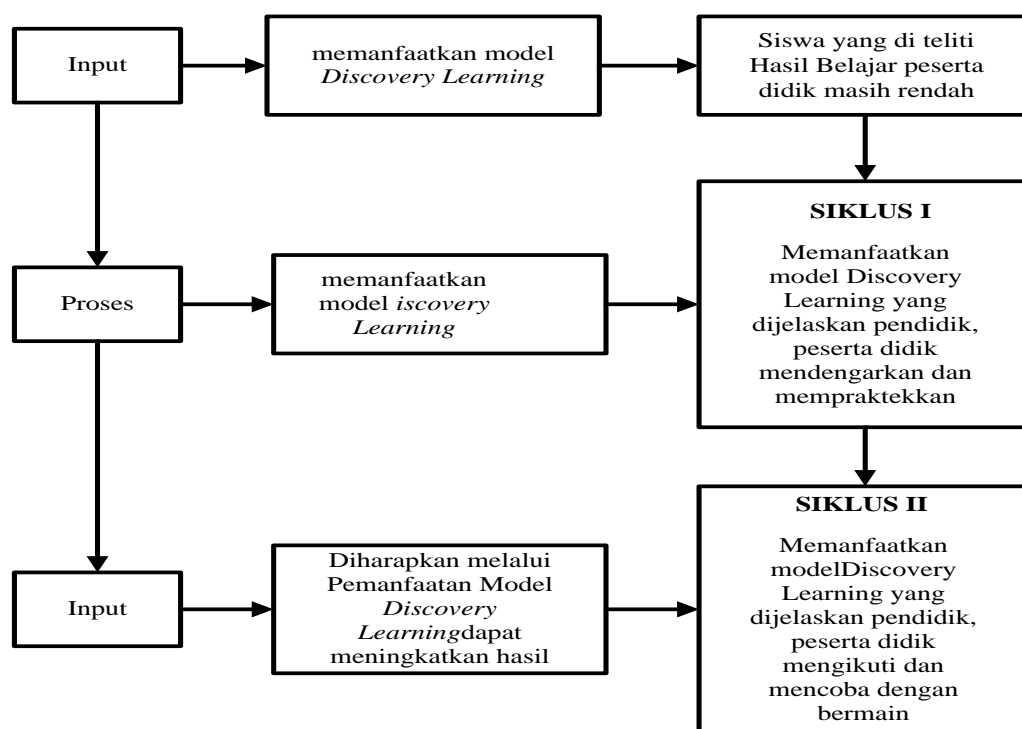 Input
memanfaatkan model
Discovery Learning
Siswa yang di teliti
Hasil Belajar peserta
didik masih rendah
Proses
memanfaatkan
model iscovery
Learning
SIKLUS I
Memanfaatkan
model Discovery
Learning yang
dijelaskan pendidik,
peserta didik
mendengarkan dan
mempraktekkan
Input
Diharapkan melalui
Pemanfaatan Model
Discovery
Learningdapat
meningkatkan hasil
SIKLUS II
Memanfaatkan
modelDiscovery
Learning yang
dijelaskan pendidik,
peserta didik
mengikuti dan
mencoba dengan
bermain